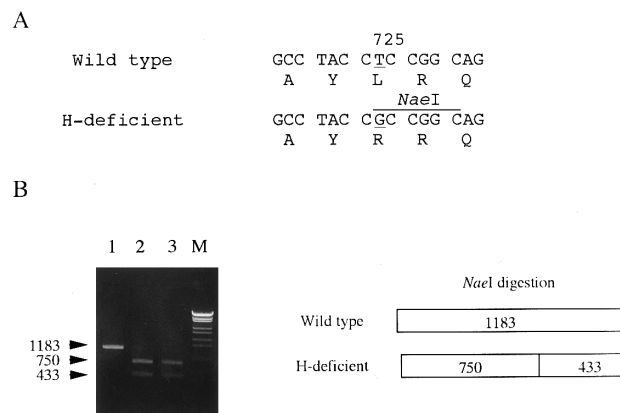 A
725
Wild type GCC TAC CTC CGG CAG
A Y L R Q
NaeI
H-deficient GCC TAC CGC CGG CAG
A Y R R Q
B
1 2 3 M
NaeI digestion
Wild type 1183
1183
750
433
H-deficient 750 433